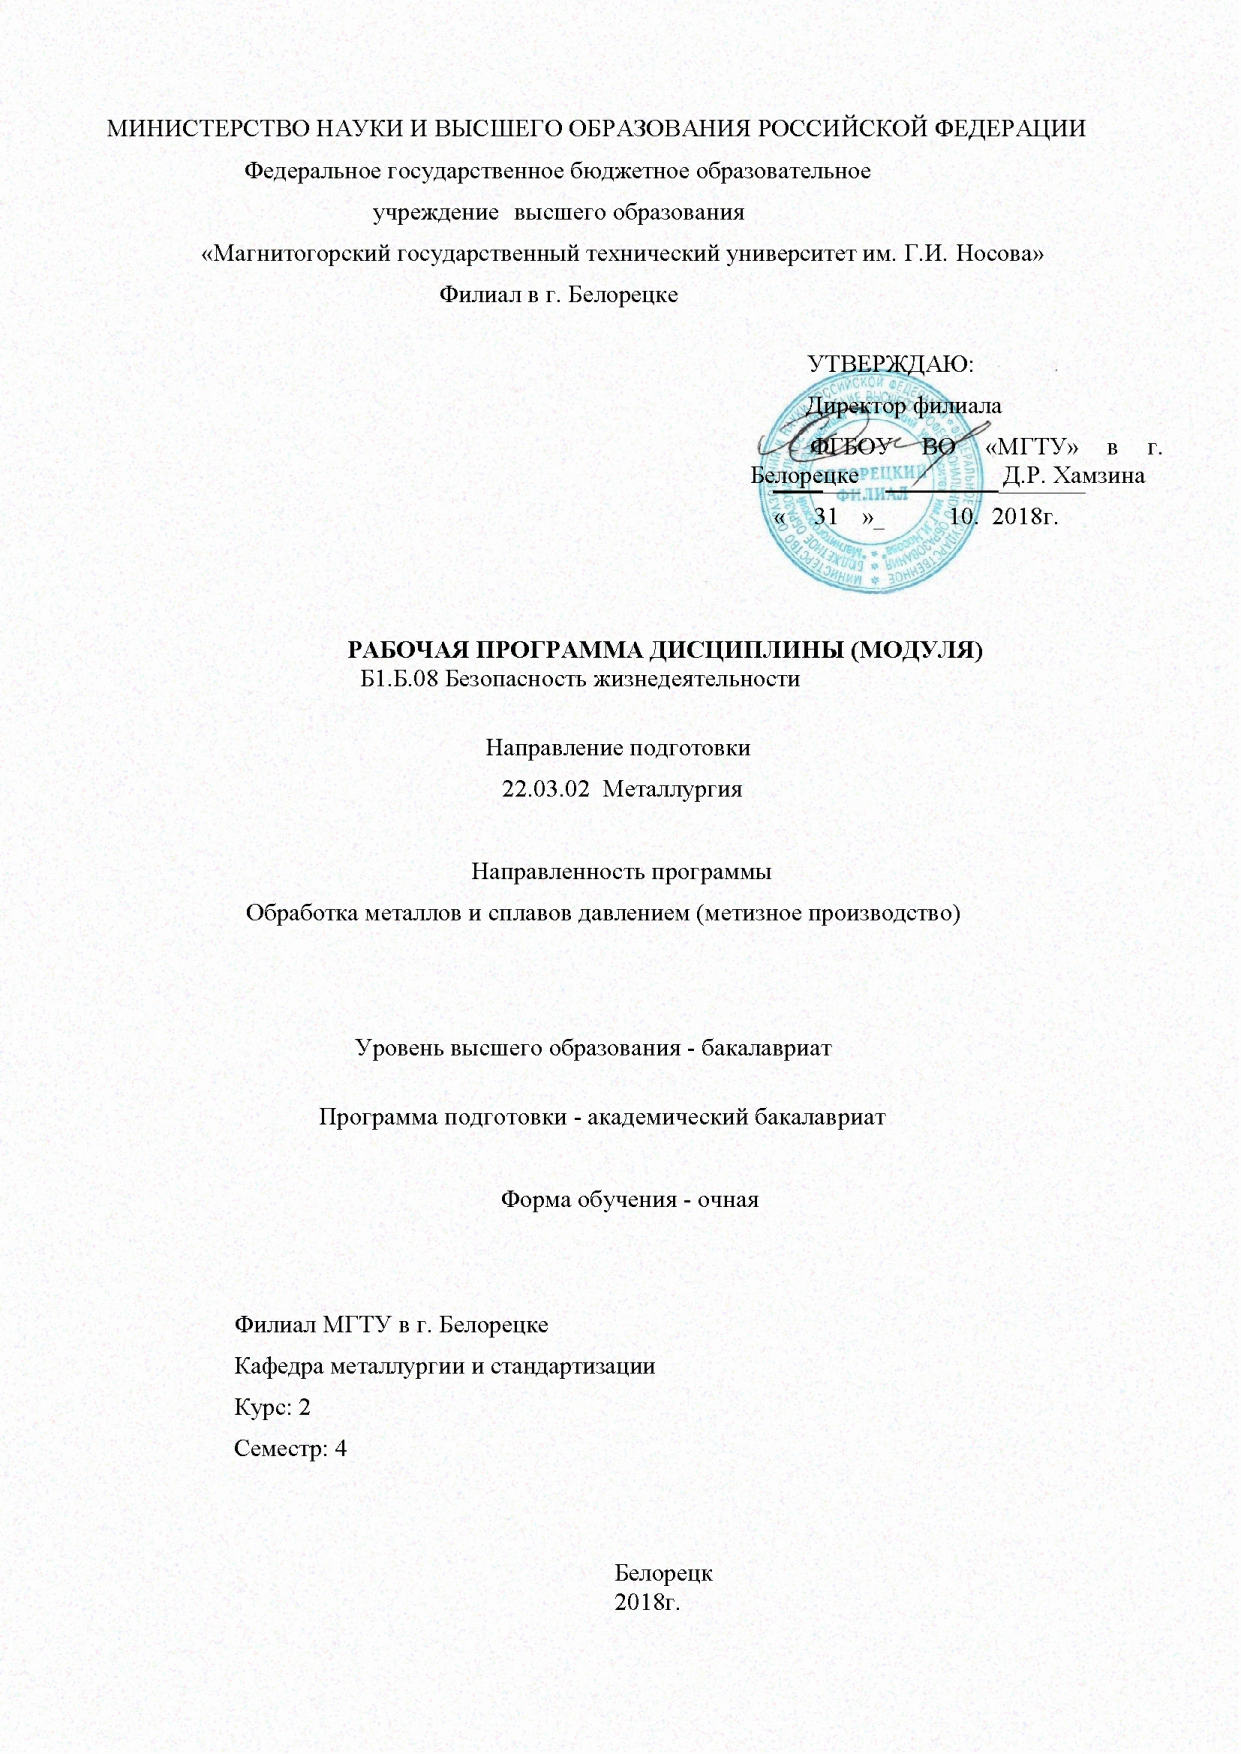 МИНИСТЕРСТВО НАУКИ И ВЫСШЕГО ОБРАЗОВАНИЯ РОССИЙСКОЙ ФЕДЕРАЦИИ
Федеральное государственное бюджетное образовательное
учреждение высшего образования
«Магнитогорский государственный технический университет им. Г.И. Носова»
Филиал в г. Белорецке
УТВЕРЖДАЮ:
Директор филиала
ФГБОУ ВО «МГТУ» в г.
Белорецке Д.Р. Хамзина
« 31 »_ 10. 2018г.
БЕЛОРЕЦКИЙ
ФИЛИАЛ
РАБОЧАЯ ПРОГРАММА ДИСЦИПЛИНЫ (МОДУЛЯ)
Б1.Б.08 Безопасность жизнедеятельности
Направление подготовки
22.03.02 Металлургия
Направленность программы
Обработка металлов и сплавов давлением (метизное производство)
Уровень высшего образования - бакалавриат
Программа подготовки - академический бакалавриат
Форма обучения - очная
Филиал МГТУ в г. Белорецке
Кафедра металлургии и стандартизации
Курс: 2
Семестр: 4
Белорецк
2018г.